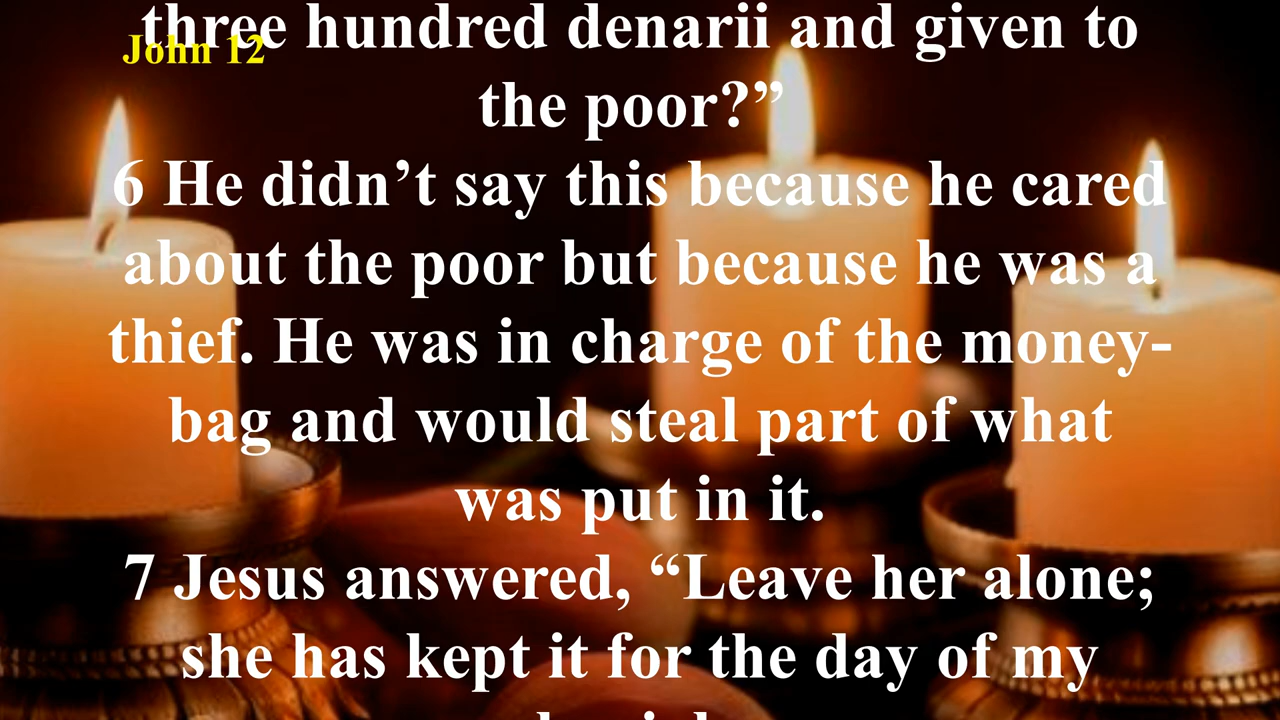 three hundred denarii and given to
John 12
the poor?”
6 He didn’t say this because he cared
about the poor but because he was a
thief. He was in charge of the money-
bag and would steal part of what
was put in it.
7 Jesus answered, “Leave her alone;
she has kept it for the day of my